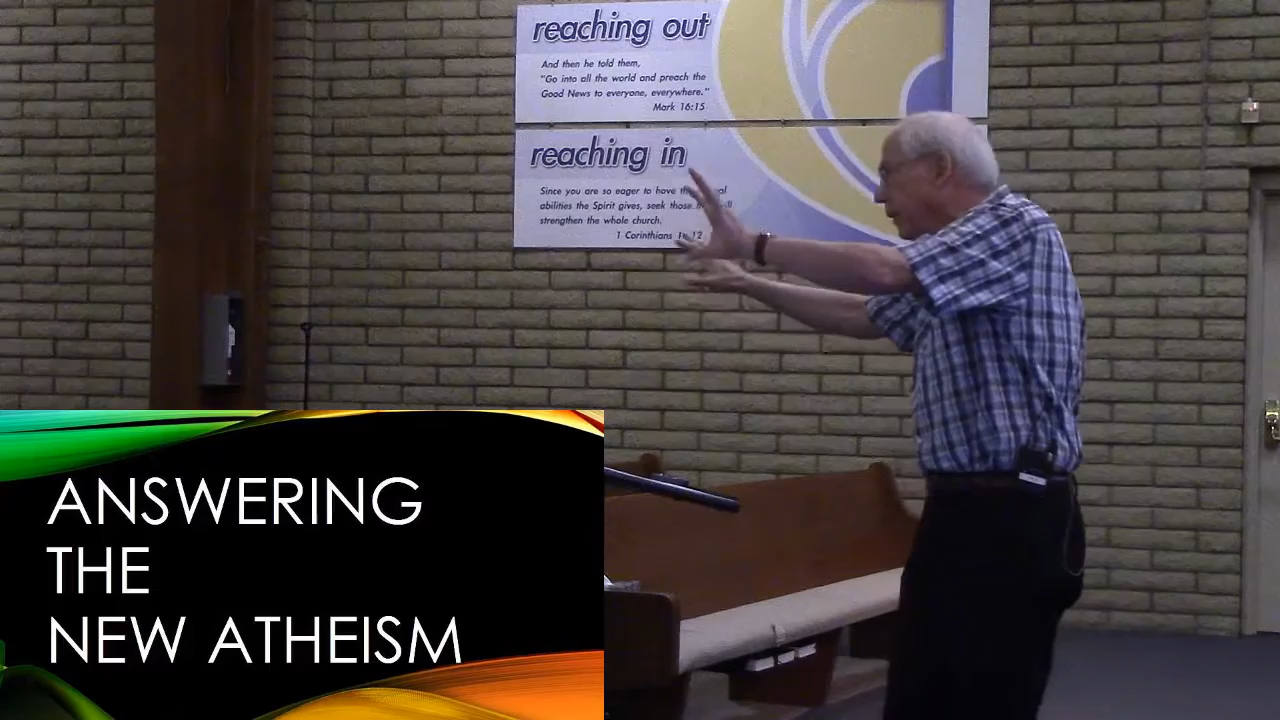 reaching out
And then he told them,
"Go into all the world and preach the
Good News to everyone, everywhere."
Mark 16:15
reaching in
Since you are so eager to have
abilities the Spirit gives, seek those
strengthen the whole church.
1 Corinthians
ANSWERING
THE
NEW ATHEISM